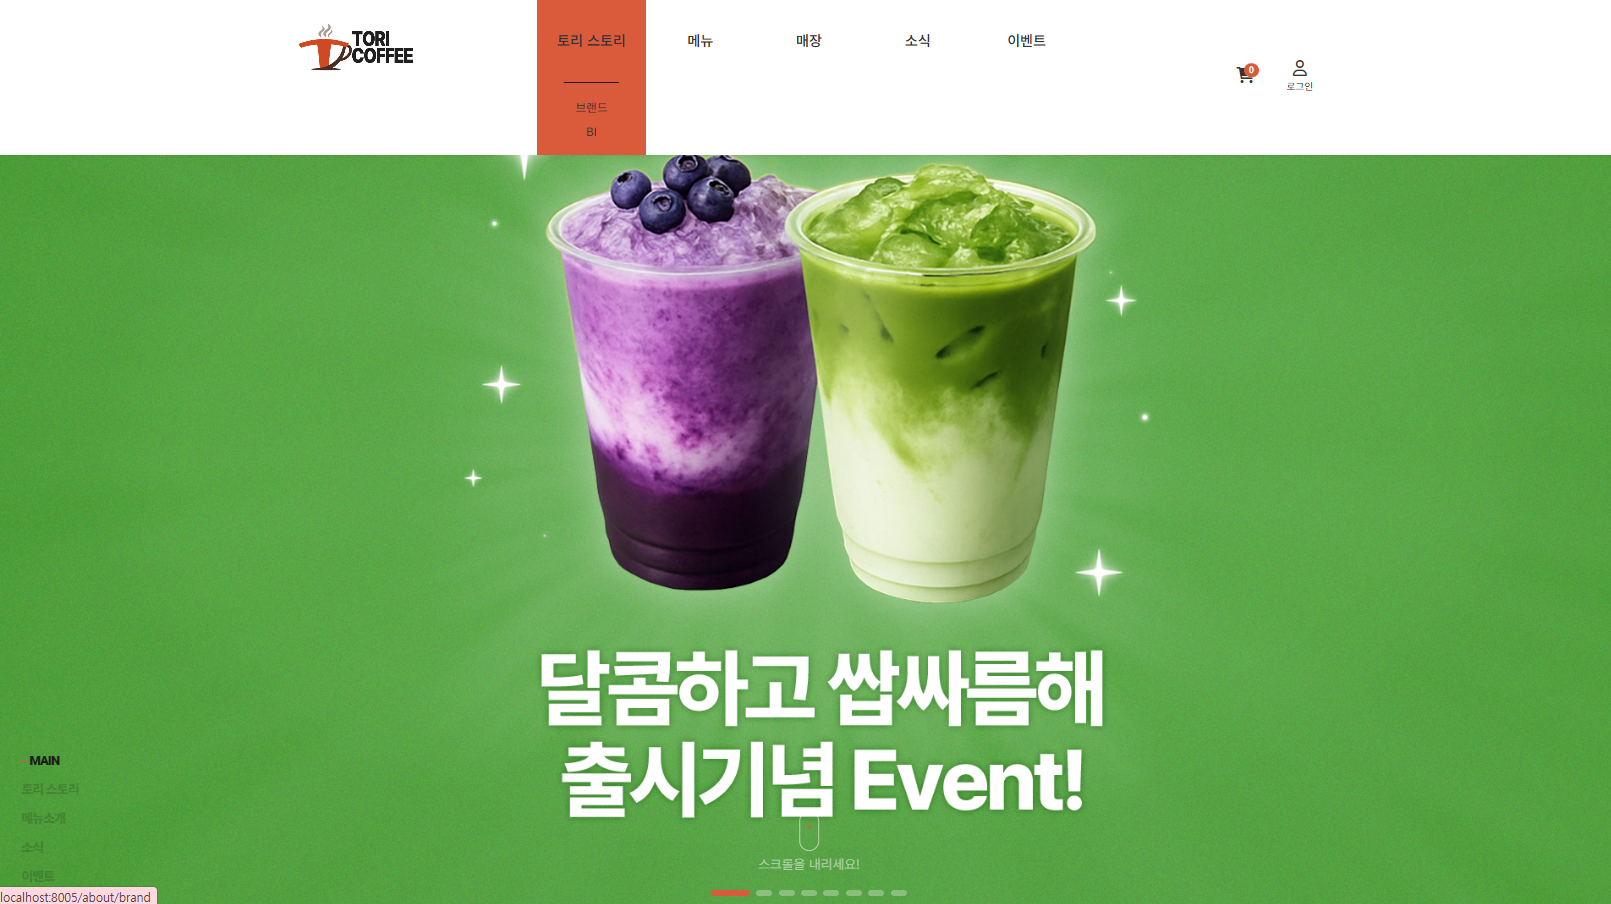 TORI
COFFEE
토리 스토리
메뉴
매장
소식
이벤트
브랜드
BI
0
로그인
달콤하고 쌉싸름해
출시기념 Event!
스크롤을 내리세요!
MAIN
토리 스토리
메뉴소개
소식
이벤트
localhost:8005/about/brand